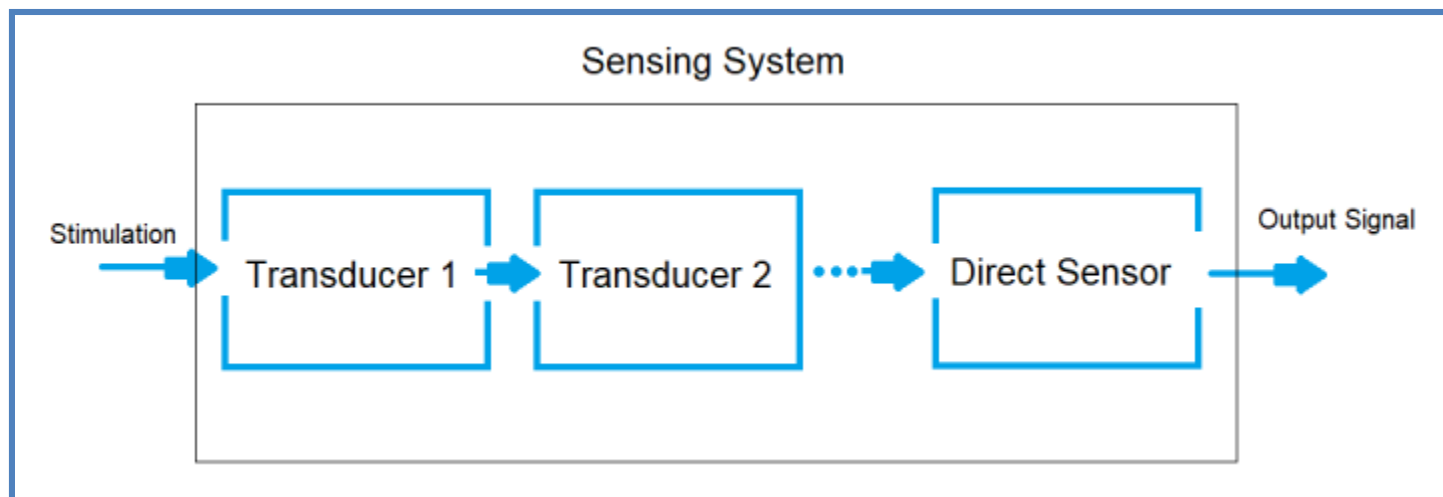 Sensing System
Stimulation
Transducer 1
Transducer 2
Direct Sensor
Output Signal